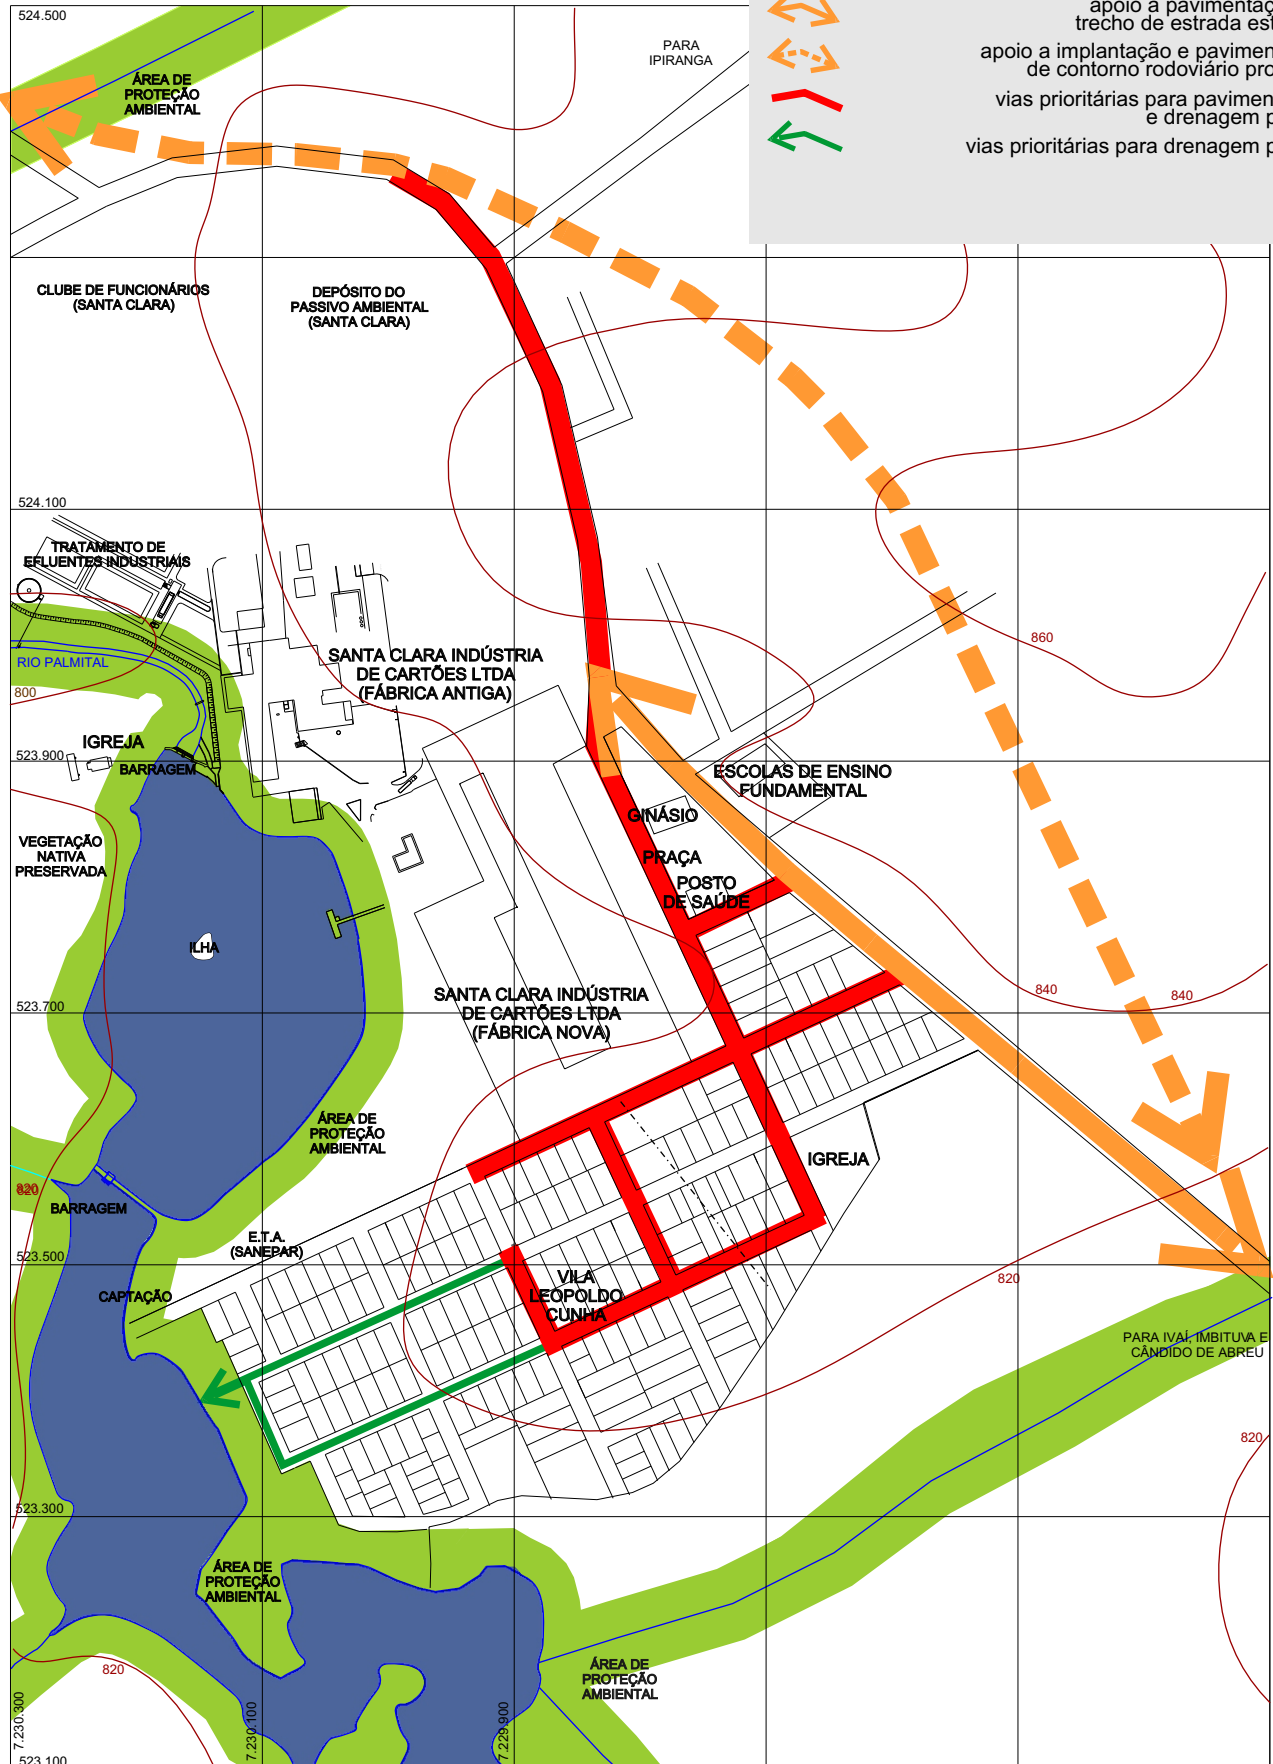 524.500
apoio a pavimentaç
trecho de estrada est
apoio a implantação e pavimen
de contorno rodoviário pro
vias prioritárias para pavimen
e drenagem p
vias prioritárias para drenagem p
PARA
IPIRANGA
ÁREA DE
PROTEÇÃO
AMBIENTAL
CLUBE DE FUNCIONÁRIOS
(SANTA CLARA)
DEPÓSITO DO
PASSIVO AMBIENTAL
(SANTA CLARA)
524.100
TRATAMENTO DE
EFLUENTES INDUSTRIAIS
RIO PALMITAL
800
SANTA CLARA INDÚSTRIA
DE CARTÕES LTDA
(FÁBRICA ANTIGA)
860
IGREJA
523.900
BARRAGEM
ESCOLAS DE ENSINO
FUNDAMENTAL
GINÁSIO
VEGETAÇÃO
NATIVA
PRESERVADA
PRAÇA
POSTO
DE SAÚDE
ILHA
SANTA CLARA INDÚSTRIA
DE CARTÕES LTDA
(FÁBRICA NOVA)
840
840
523.700
ÁREA DE
PROTEÇÃO
AMBIENTAL
IGREJA
820
BARRAGEM
E.T.A.
(SANEPAR)
523.500
CAPTAÇÃO
VILA
LEOPOLDO
CUNHA
820
PARA IVAÍ, IMBITUVA E
CÂNDIDO DE ABREU
820
523.300
ÁREA DE
PROTEÇÃO
AMBIENTAL
820
ÁREA DE
PROTEÇÃO
AMBIENTAL
7.230.300
7.230.100
7.229.900
523.100